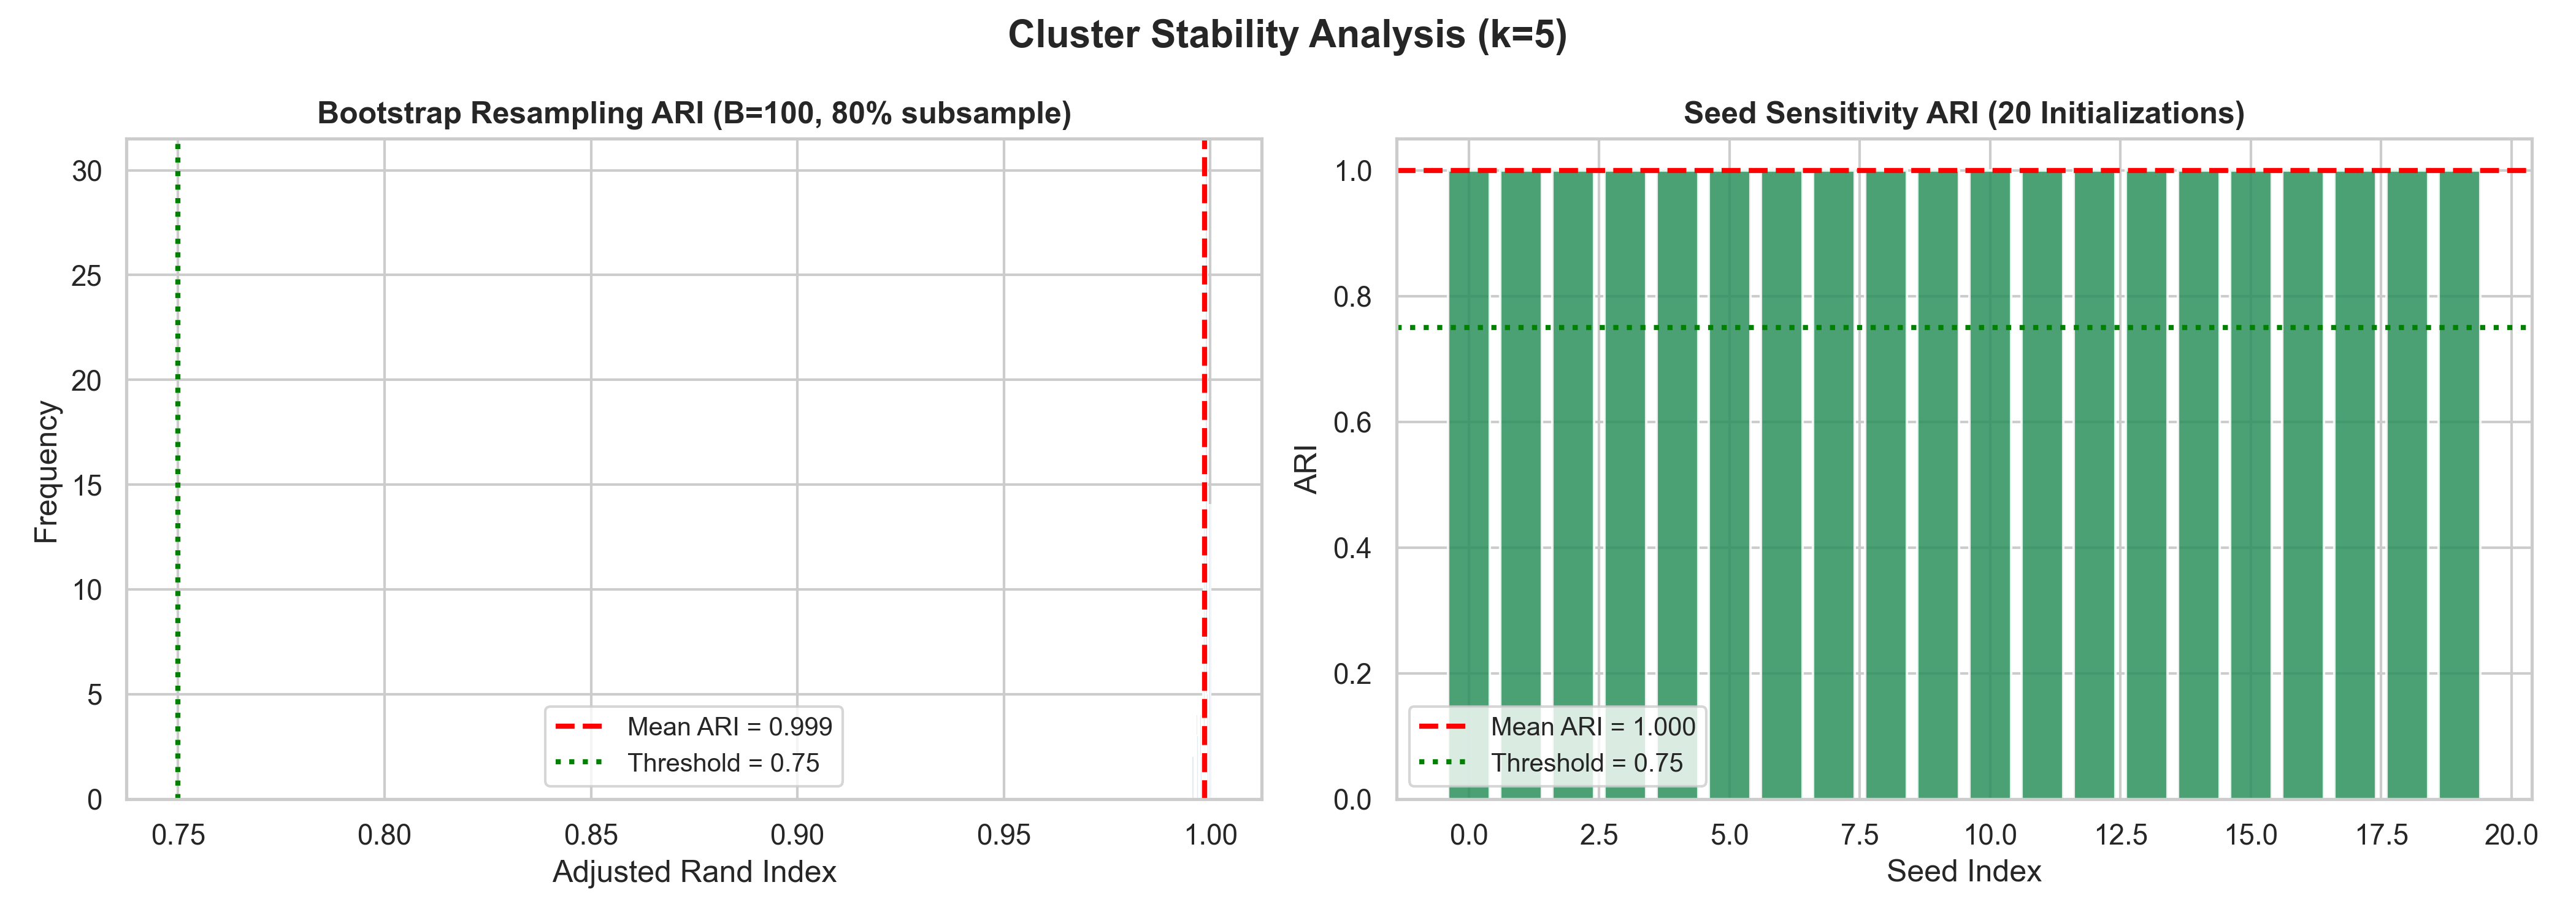 Cluster Stability Analysis (k=5)
Bootstrap Resampling ARI (B=100, 80% subsample)
Frequency
30
25
20
15
10
5
0
0.75 0.80 0.85 0.90 0.95 1.00
Adjusted Rand Index
Mean ARI = 0.999
Threshold = 0.75
Seed Sensitivity ARI (20 Initializations)
ARI
1.0
0.8
0.6
0.4
0.2
0.0
0.0 2.5 5.0 7.5 10.0 12.5 15.0 17.5 20.0
Seed Index
Mean ARI = 1.000
Threshold = 0.75